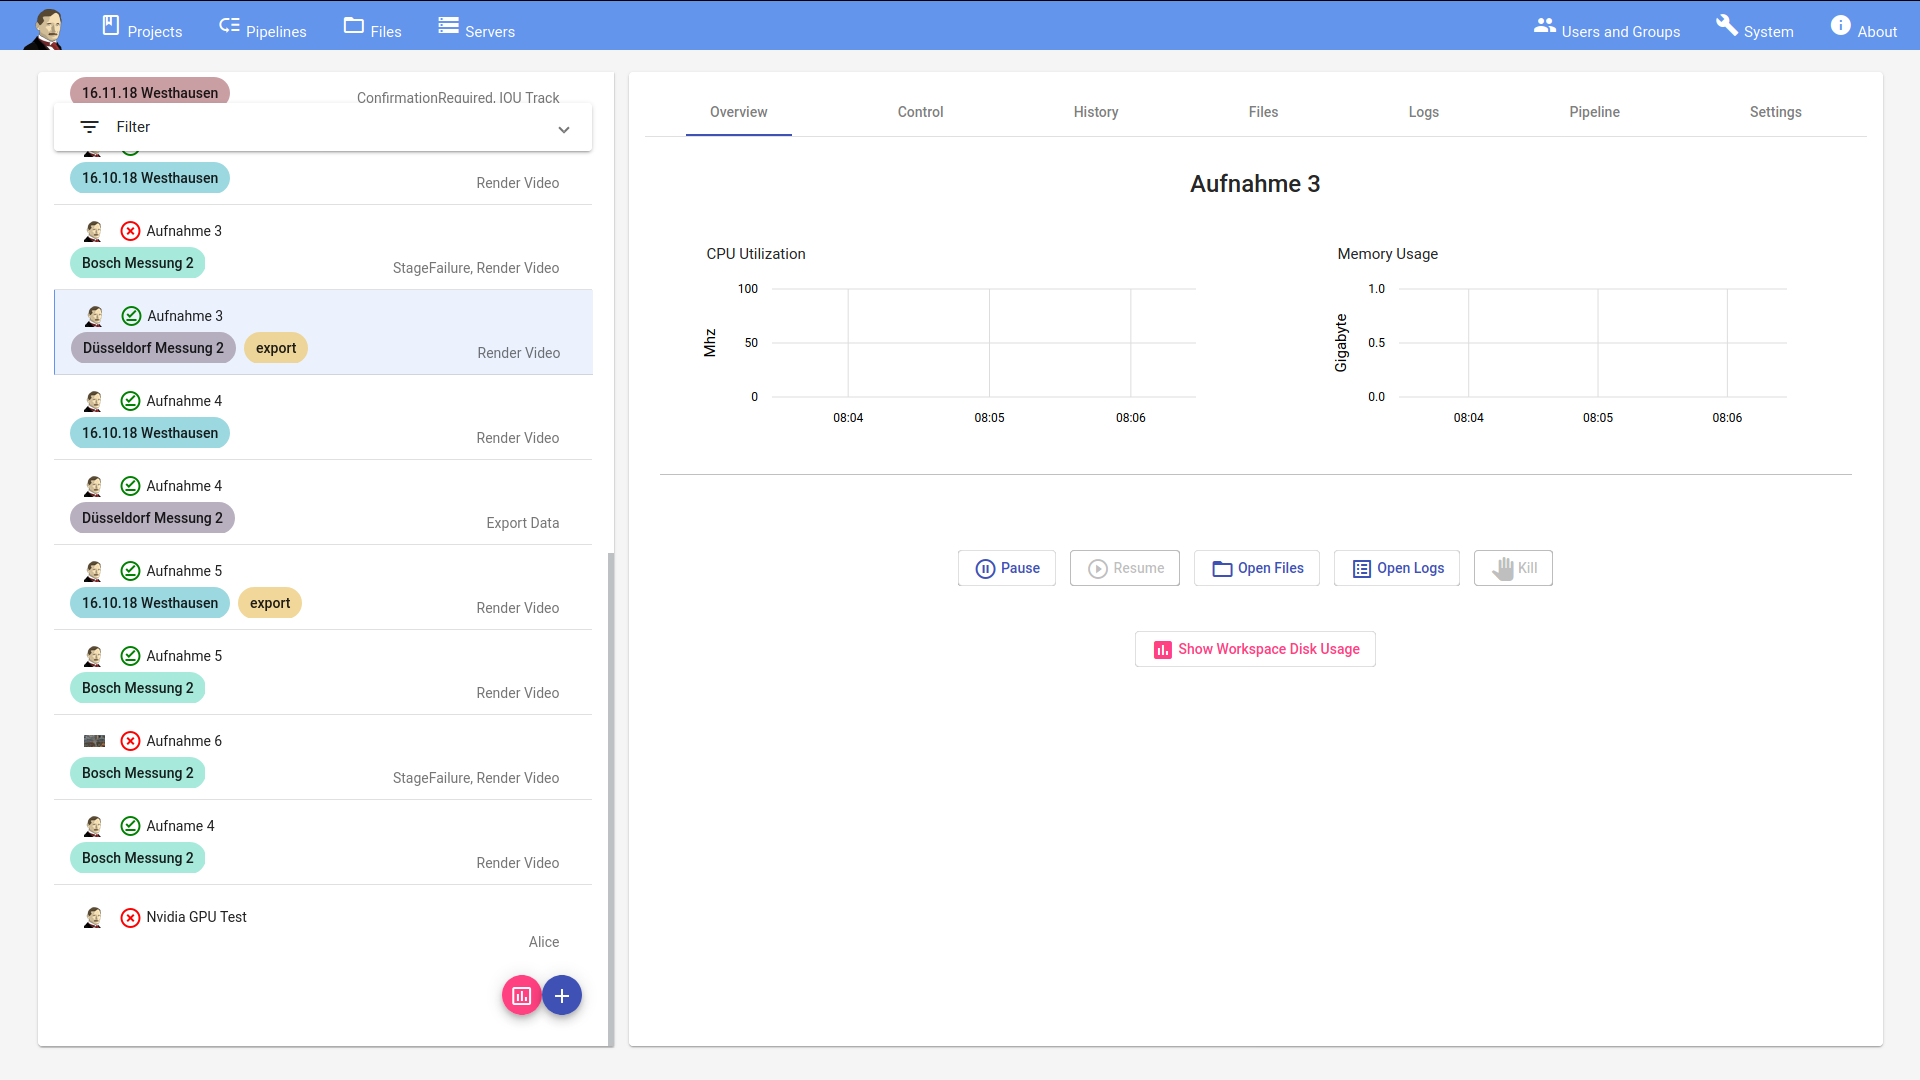 Projects
Pipelines
Files
Servers
Users and Groups
System
About
16.11.18 Westhausen
ConfirmationRequired, IOU Track
Filter
16.10.18 Westhausen
Render Video
Aufnahme 3
Bosch Messung 2
StageFailure, Render Video
Aufnahme 3
Düsseldorf Messung 2
export
Render Video
Aufnahme 4
16.10.18 Westhausen
Render Video
Aufnahme 4
Düsseldorf Messung 2
Export Data
Aufnahme 5
16.10.18 Westhausen
export
Render Video
Aufnahme 5
Bosch Messung 2
Render Video
Aufnahme 6
Bosch Messung 2
StageFailure, Render Video
Aufname 4
Bosch Messung 2
Render Video
Nvidia GPU Test
Alice
Overview
Control
History
Files
Logs
Pipeline
Settings
Aufnahme 3
CPU Utilization
100
50
0
Mhz
08:04
08:05
08:06
Memory Usage
1.0
0.5
0.0
Gigabyte
08:04
08:05
08:06
Pause
Resume
Open Files
Open Logs
Kill
Show Workspace Disk Usage